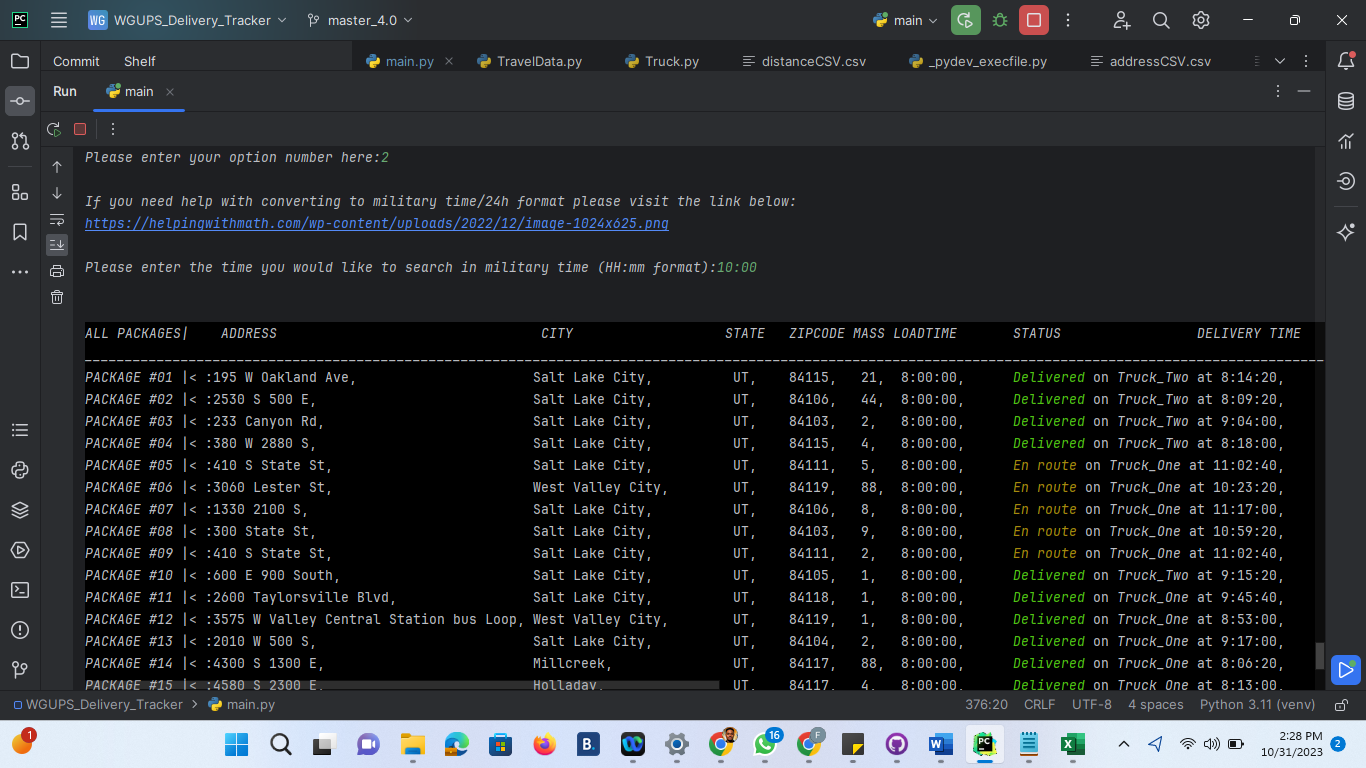 PC WG WGUPS_Delivery_Tracker master_4.0 main
Commit Shelf main.py TravelData.py Truck.py distanceCSV.csv _pydev_execfile.py addressCSV.csv
Run main
Please enter your option number here:2
If you need help with converting to military time/24h format please visit the link below:
https://helpingwithmath.com/wp-content/uploads/2022/12/image-1024x625.png
Please enter the time you would like to search in military time (HH:mm format):10:00
ALL PACKAGES| ADDRESS CITY STATE ZIPCODE MASS LOADTIME STATUS DELIVERY TIME
PACKAGE #01 |< :195 W Oakland Ave, Salt Lake City, UT, 84115, 21, 8:00:00, Delivered on Truck_Two at 8:14:20,
PACKAGE #02 |< :2530 S 500 E, Salt Lake City, UT, 84106, 44, 8:00:00, Delivered on Truck_Two at 8:09:20,
PACKAGE #03 |< :233 Canyon Rd, Salt Lake City, UT, 84103, 2, 8:00:00, Delivered on Truck_Two at 9:04:00,
PACKAGE #04 |< :380 W 2880 S, Salt Lake City, UT, 84115, 4, 8:00:00, Delivered on Truck_Two at 8:18:00,
PACKAGE #05 |< :410 S State St, Salt Lake City, UT, 84111, 5, 8:00:00, En route on Truck_One at 11:02:40,
PACKAGE #06 |< :3060 Lester St, West Valley City, UT, 84119, 88, 8:00:00, En route on Truck_One at 10:23:20,
PACKAGE #07 |< :1330 2100 S, Salt Lake City, UT, 84106, 8, 8:00:00, En route on Truck_One at 11:17:00,
PACKAGE #08 |< :300 State St, Salt Lake City, UT, 84103, 9, 8:00:00, En route on Truck_One at 10:59:20,
PACKAGE #09 |< :410 S State St, Salt Lake City, UT, 84111, 2, 8:00:00, En route on Truck_One at 11:02:40,
PACKAGE #10 |< :600 E 900 South, Salt Lake City, UT, 84105, 1, 8:00:00, Delivered on Truck_Two at 9:15:20,
PACKAGE #11 |< :2600 Taylorsville Blvd, Salt Lake City, UT, 84118, 1, 8:00:00, Delivered on Truck_One at 9:45:40,
PACKAGE #12 |< :3575 W Valley Central Station bus Loop, West Valley City, UT, 84119, 1, 8:00:00, Delivered on Truck_One at 8:53:00,
PACKAGE #13 |< :2010 W 500 S, Salt Lake City, UT, 84104, 2, 8:00:00, Delivered on Truck_One at 9:17:00,
PACKAGE #14 |< :4300 S 1300 E, Millcreek, UT, 84117, 88, 8:00:00, Delivered on Truck_One at 8:06:20,
PACKAGE #15 |< :4580 S 2300 E, Holladay, UT, 84117, 4, 8:00:00, Delivered on Truck_One at 8:13:00,
WGUPS_Delivery_Tracker > main.py 376:20 CRLF UTF-8 4 spaces Python 3.11 (venv)
1 B. 16 F W PC X 2:28 PM 2
10/31/2023